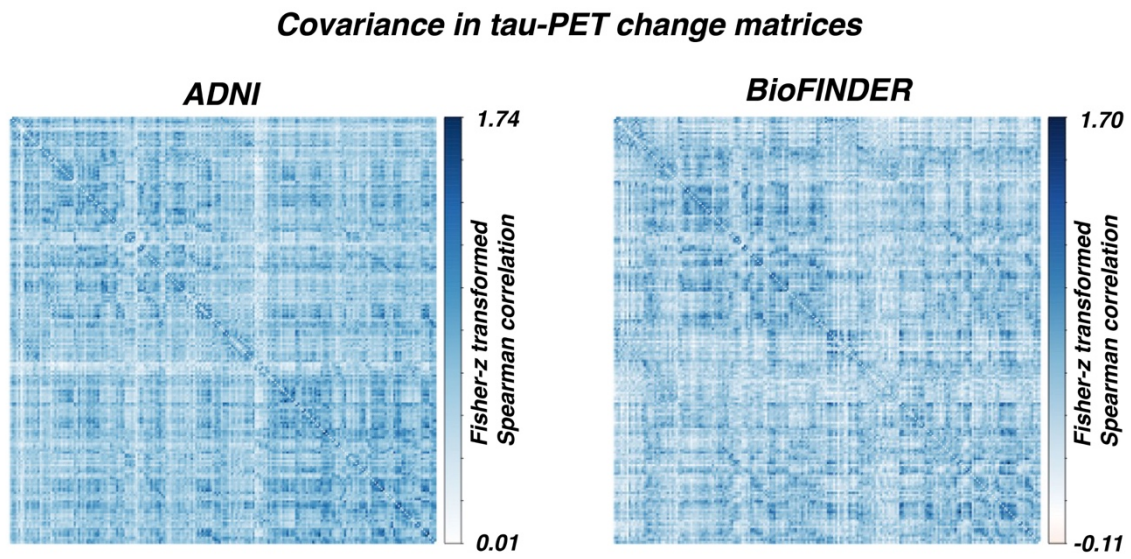 Covariance in tau-PET change matrices
ADNI
1.74
Fisher-z transformed
Spearman correlation
0.01
BioFINDER
1.70
Fisher-z transformed
Spearman correlation
-0.11